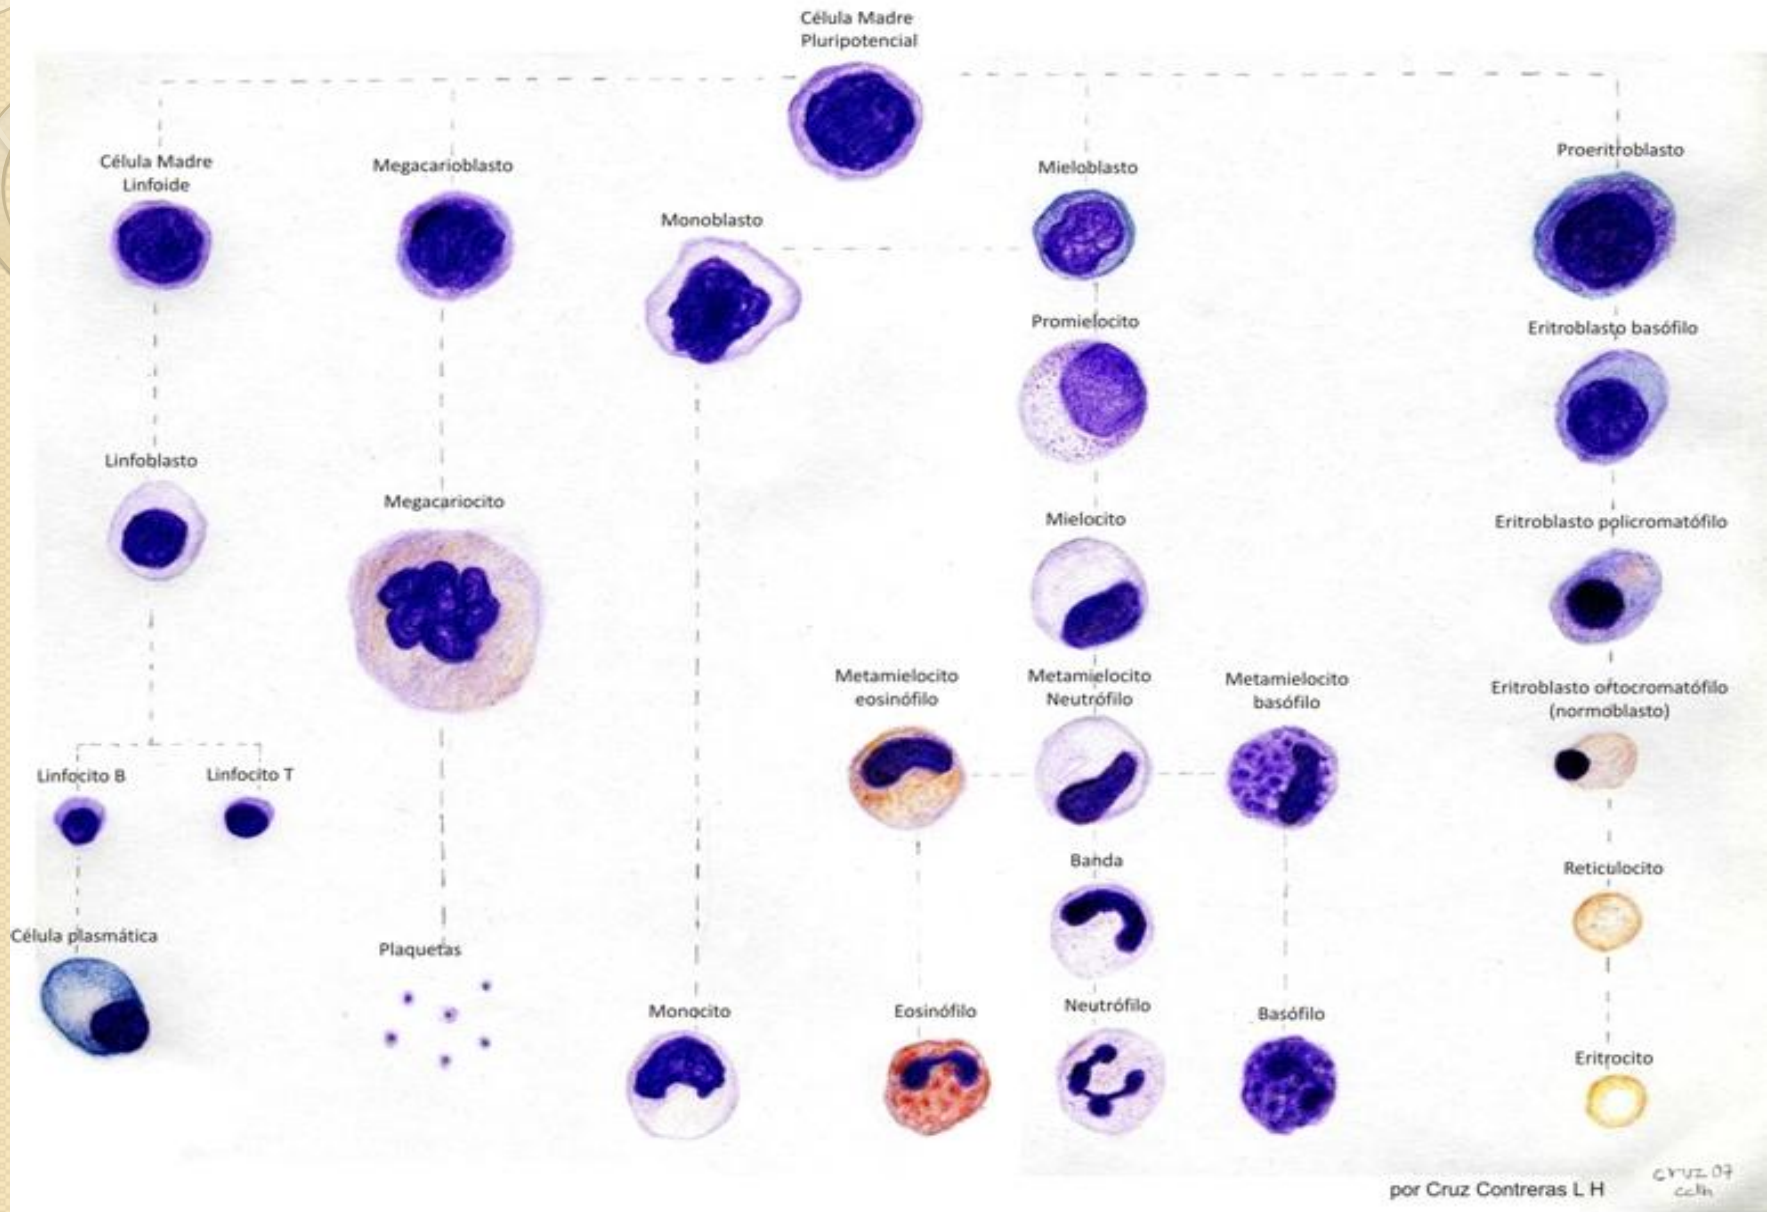 Célula Madre
Pluripotencial
Célula Madre
Linfoide
Megacarioblasto
Monoblasto
Mieloblasto
Proeritroblasto
Promielocito
Eritroblasto basófilo
Linfoblasto
Megacariocito
Mielocito
Eritroblasto policromatófilo
Metamielocito
eosinófilo
Metamielocito
Neutrófilo
Metamielocito
basófilo
Eritroblasto ortocromatófilo
(normoblasto)
Linfocito B
Linfocito T
Banda
Reticulocito
Célula plasmática
Plaquetas
Monocito
Eosinófilo
Neutrófilo
Basófilo
Eritrocito
por Cruz Contreras L H
cruz 07
cclh